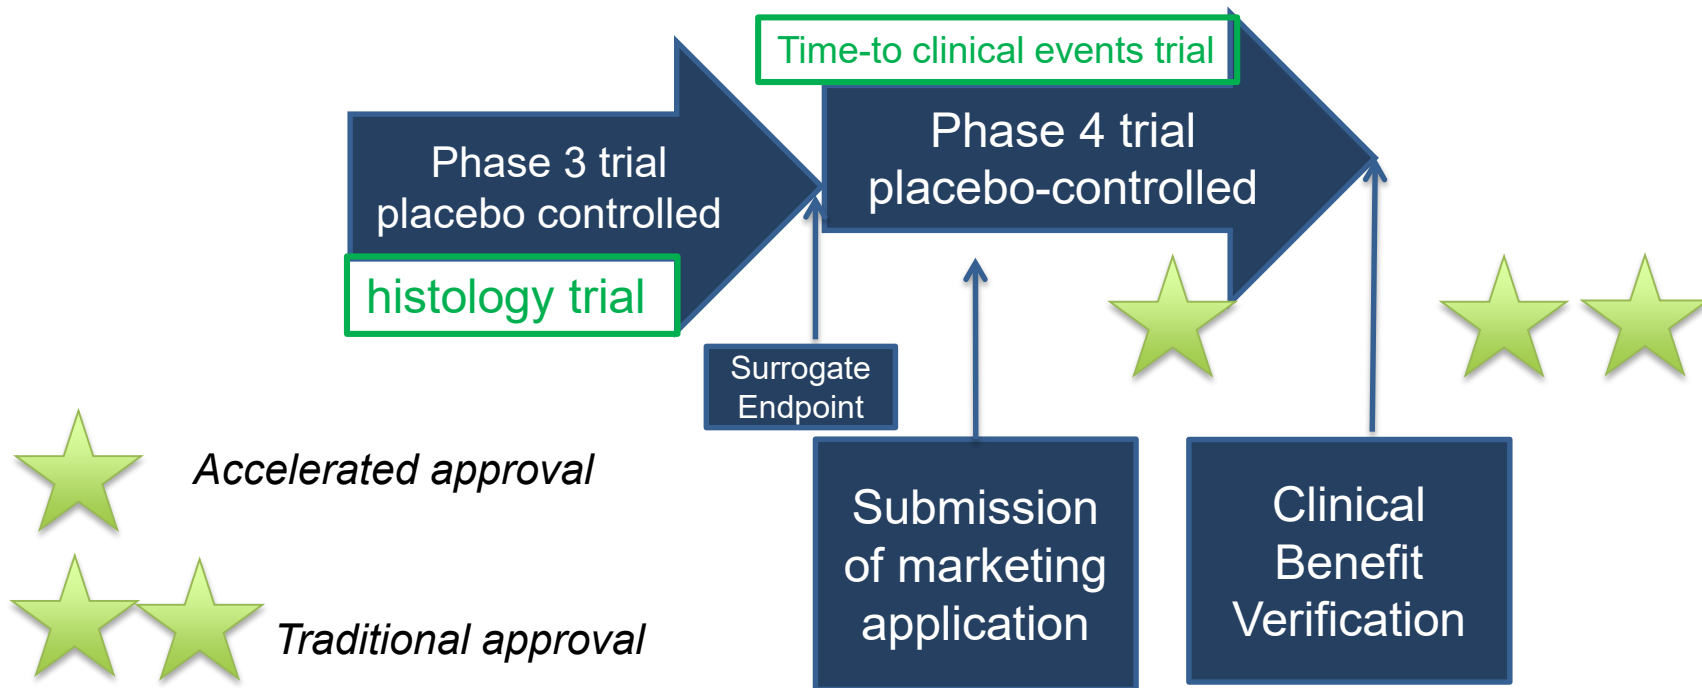 Time-to clinical events trial
Phase 3 trial
placebo controlled
histology trial
Phase 4 trial
placebo-controlled
Surrogate
Endpoint
Accelerated approval
Traditional approval
Submission
of marketing
application
Clinical
Benefit
Verification